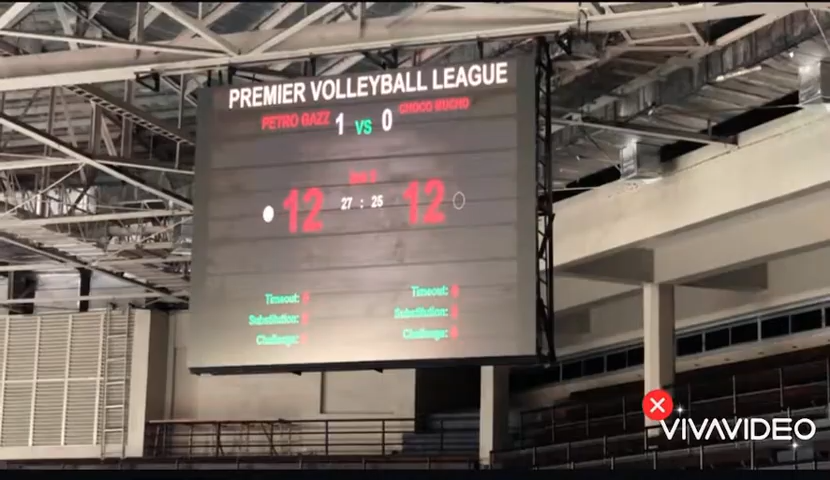 PREMIER VOLLEYBALL LEAGUE
PETRO GAZZ 1 VS 0 CHOCO MUCHO
12 27 : 25 12
Timeout: Timeout:
Substitution: Substitution:
Challenge: Challenge:
VIVAVIDEO